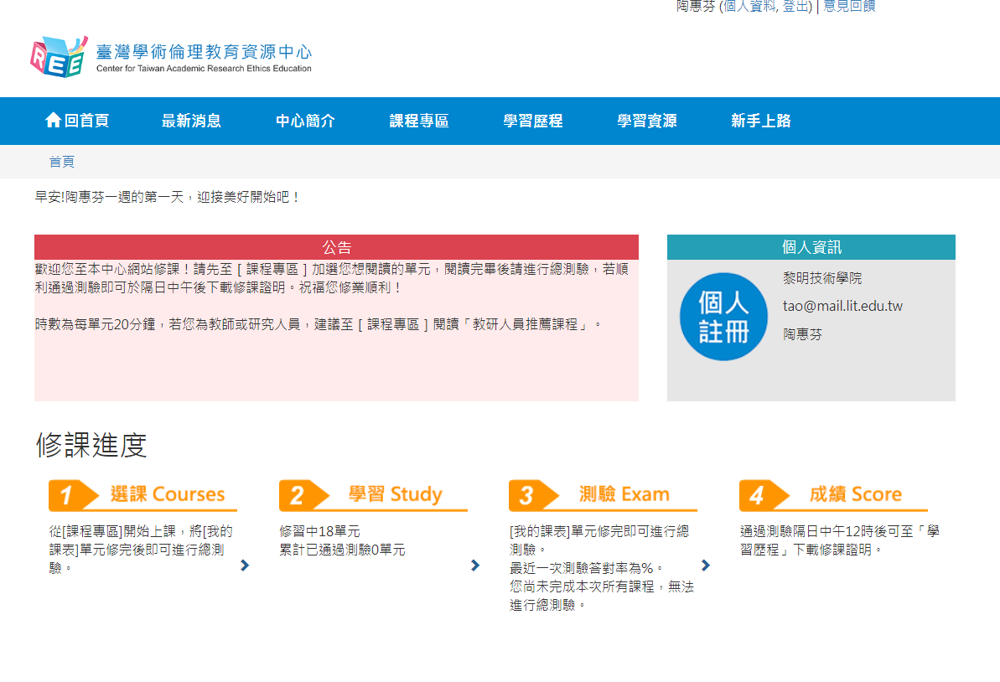 陶惠芬 (個人資料, 登出) | 意見回饋
REE
臺灣學術倫理教育資源中心
Center for Taiwan Academic Research Ethics Education
回首頁 最新消息 中心簡介 課程專區 學習歷程 學習資源 新手上路
首頁
早安!陶惠芬一週的第一天，迎接美好開始吧！
公告
歡迎您至本中心網站修課！請先至 [ 課程專區 ] 加選您想閱讀的單元，閱讀完畢後請進行總測驗，若順
利通過測驗即可於隔日中午後下載修課證明。祝福您修業順利！
時數為每單元20分鐘，若您為教師或研究人員，建議至 [ 課程專區 ] 閱讀「教研人員推薦課程」。
個人資訊
個人
註冊
黎明技術學院
tao@mail.lit.edu.tw
陶惠芬
修課進度
1 選課 Courses
從[課程專區]開始上課，將[我的
課表]單元修完後即可進行總測
驗。
2 學習 Study
修習中18單元
累計已通過測驗0單元
3 測驗 Exam
[我的課表]單元修完即可進行總
測驗。
最近一次測驗答對率為%。
您尚未完成本次所有課程，無法
進行總測驗。
4 成績 Score
通過測驗隔日中午12時後可至「學
習歷程」下載修課證明。